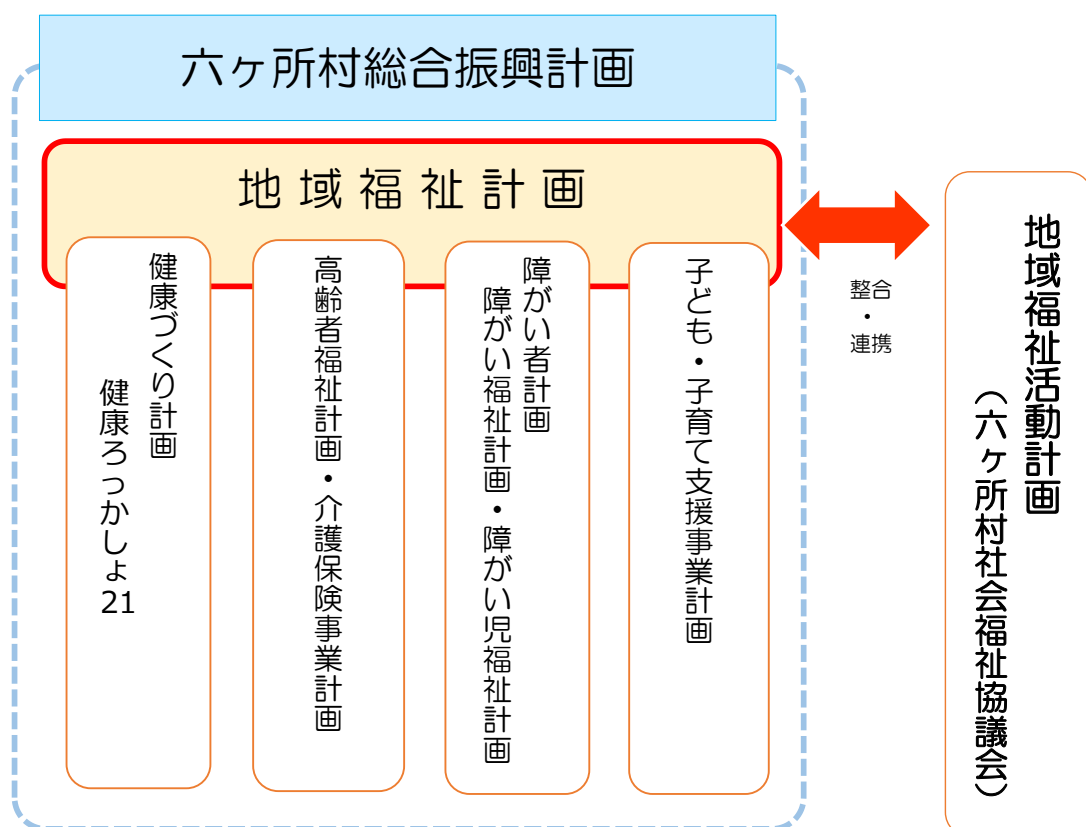 六ヶ所村総合振興計画
地域福祉計画
健康づくり計画
健康ろっかしょ21
高齢者福祉計画・介護保険事業計画
障がい者計画
障がい福祉計画・障がい児福祉計画
子ども・子育て支援事業計画
整合
・
連携
地域福祉活動計画
（六ヶ所村社会福祉協議会）